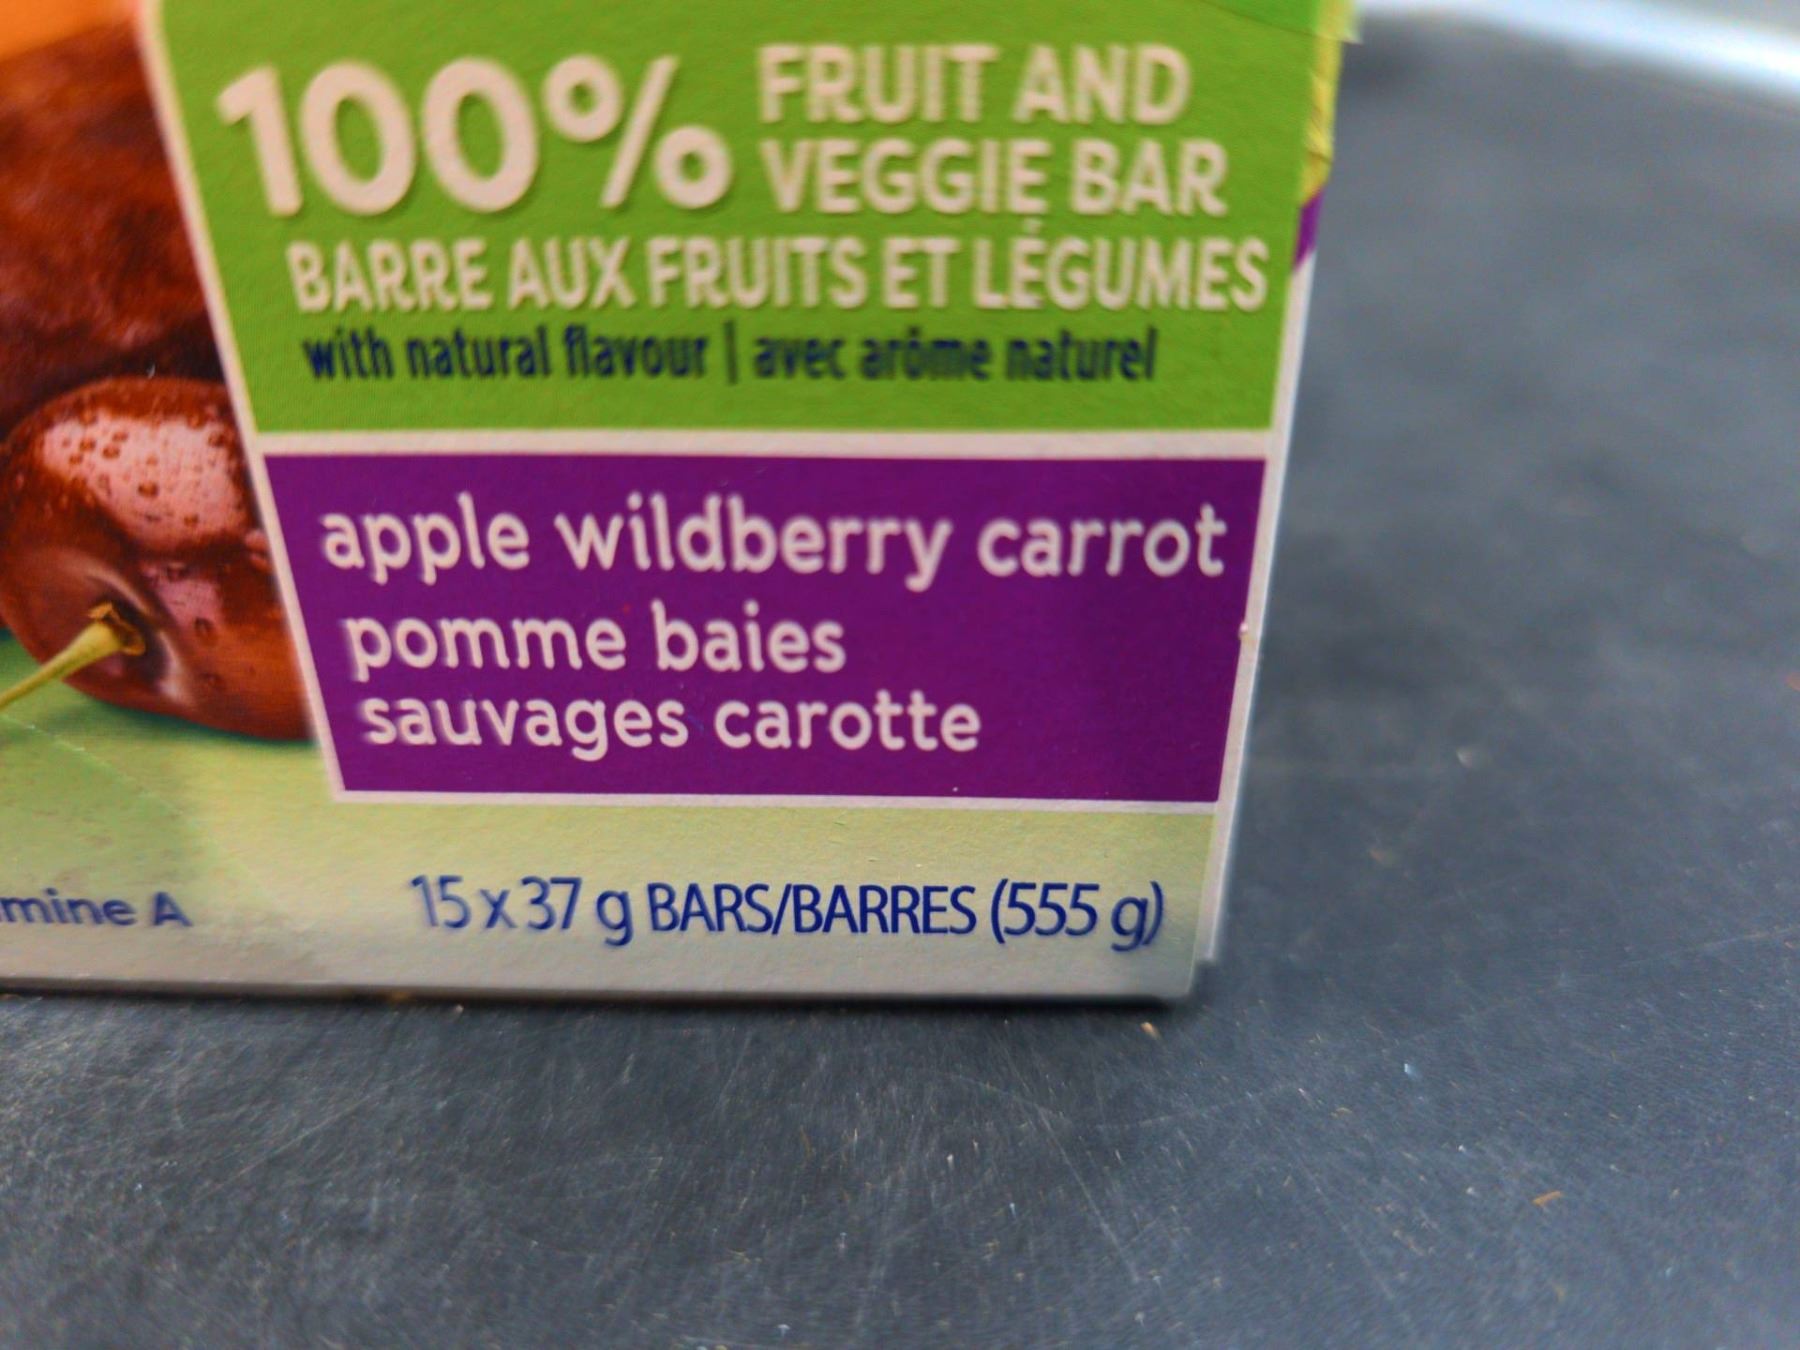 100% FRUIT AND
VEGGIE BAR
BARRE AUX FRUITS ET LÉGUMES
with natural flavour | avec arôme naturel
apple wildberry carrot
pomme baies
sauvages carotte
mine A
15 x 37 g BARS/BARRES (555 g)